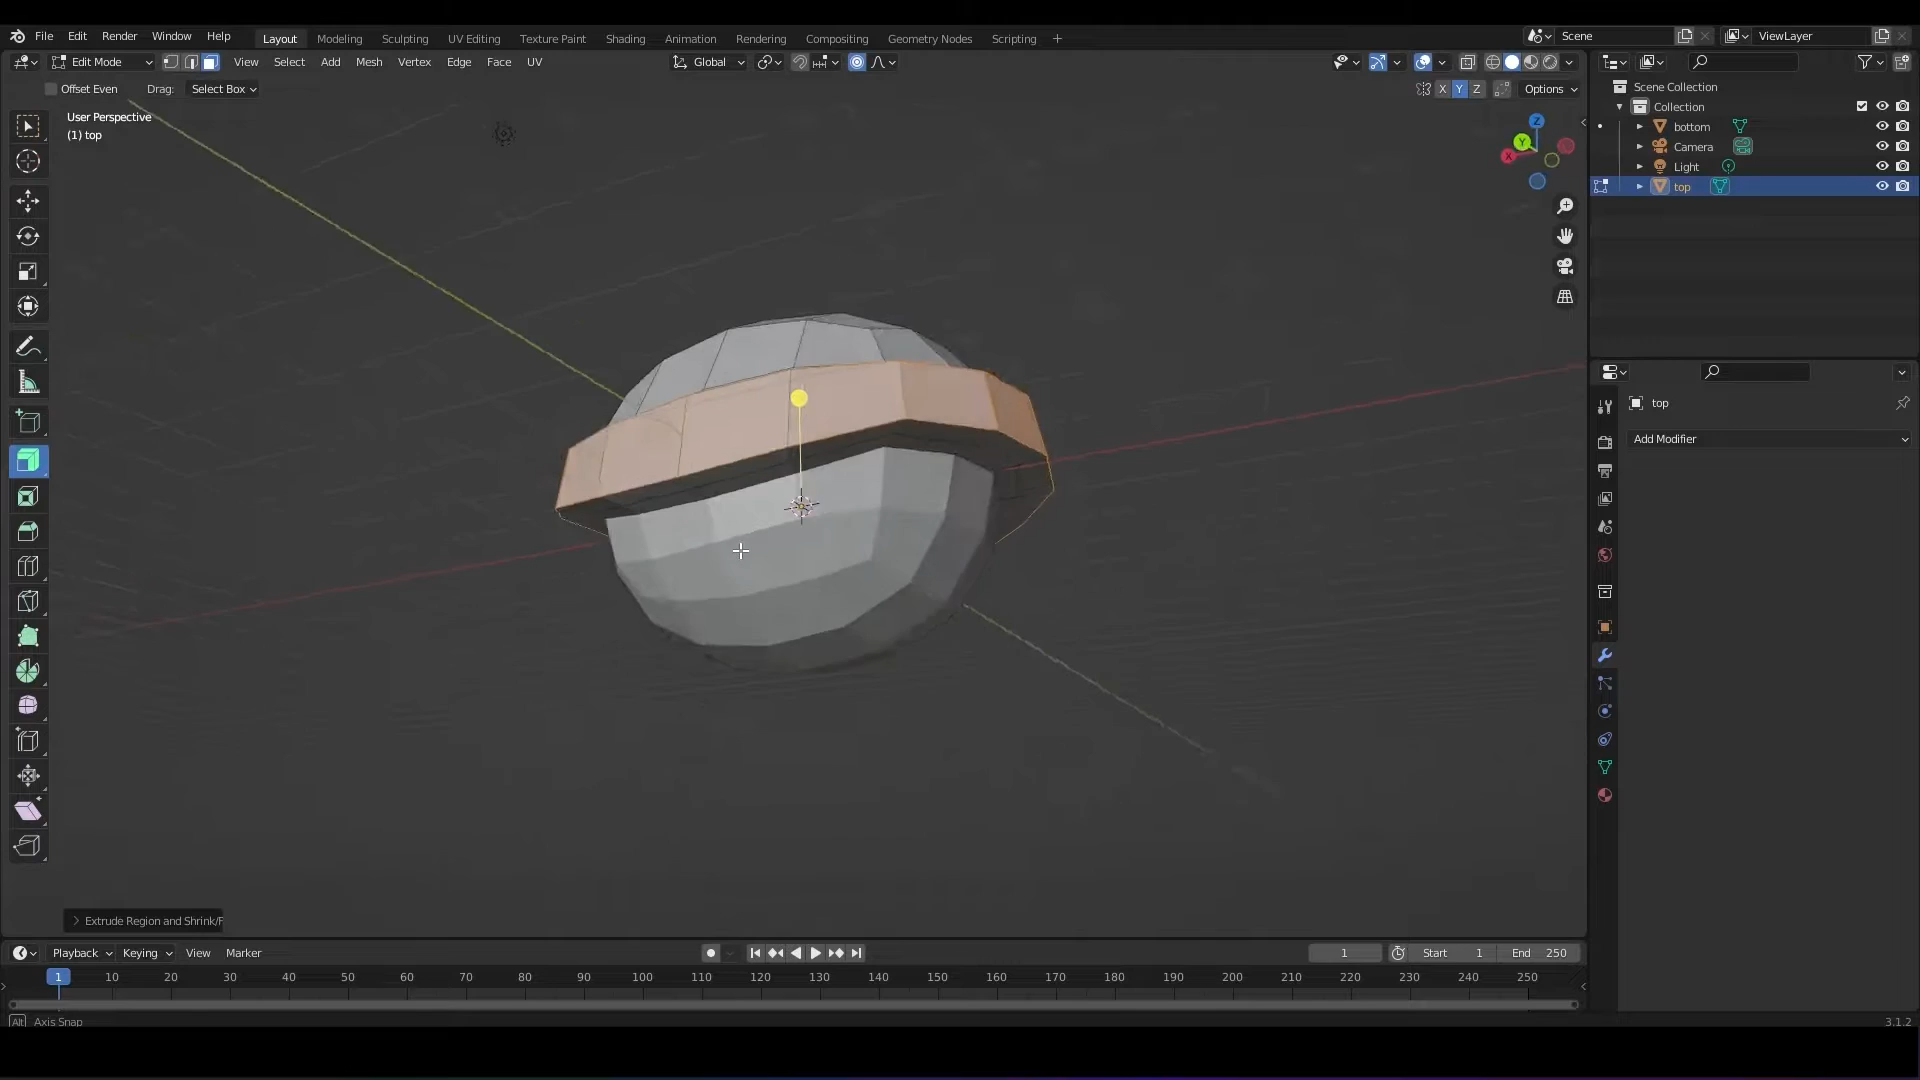 File Edit Render Window Help Layout Modeling Sculpting UV Editing Texture Paint Shading Animation Rendering Compositing Geometry Nodes Scripting + Scene ViewLayer
Edit Mode View Select Add Mesh Vertex Edge Face UV Global
Offset Even Drag: Select Box X Y Z Options
User Perspective
(1) top
Z
Y
X
Scene Collection
Collection
bottom
Camera
Light
top
top
Add Modifier
Extrude Region and Shrink/F
Playback Keying View Marker 1 Start 1 End 250
1 10 20 30 40 50 60 70 80 90 100 110 120 130 140 150 160 170 180 190 200 210 220 230 240 250
Alt Axis Snap 3.1.2